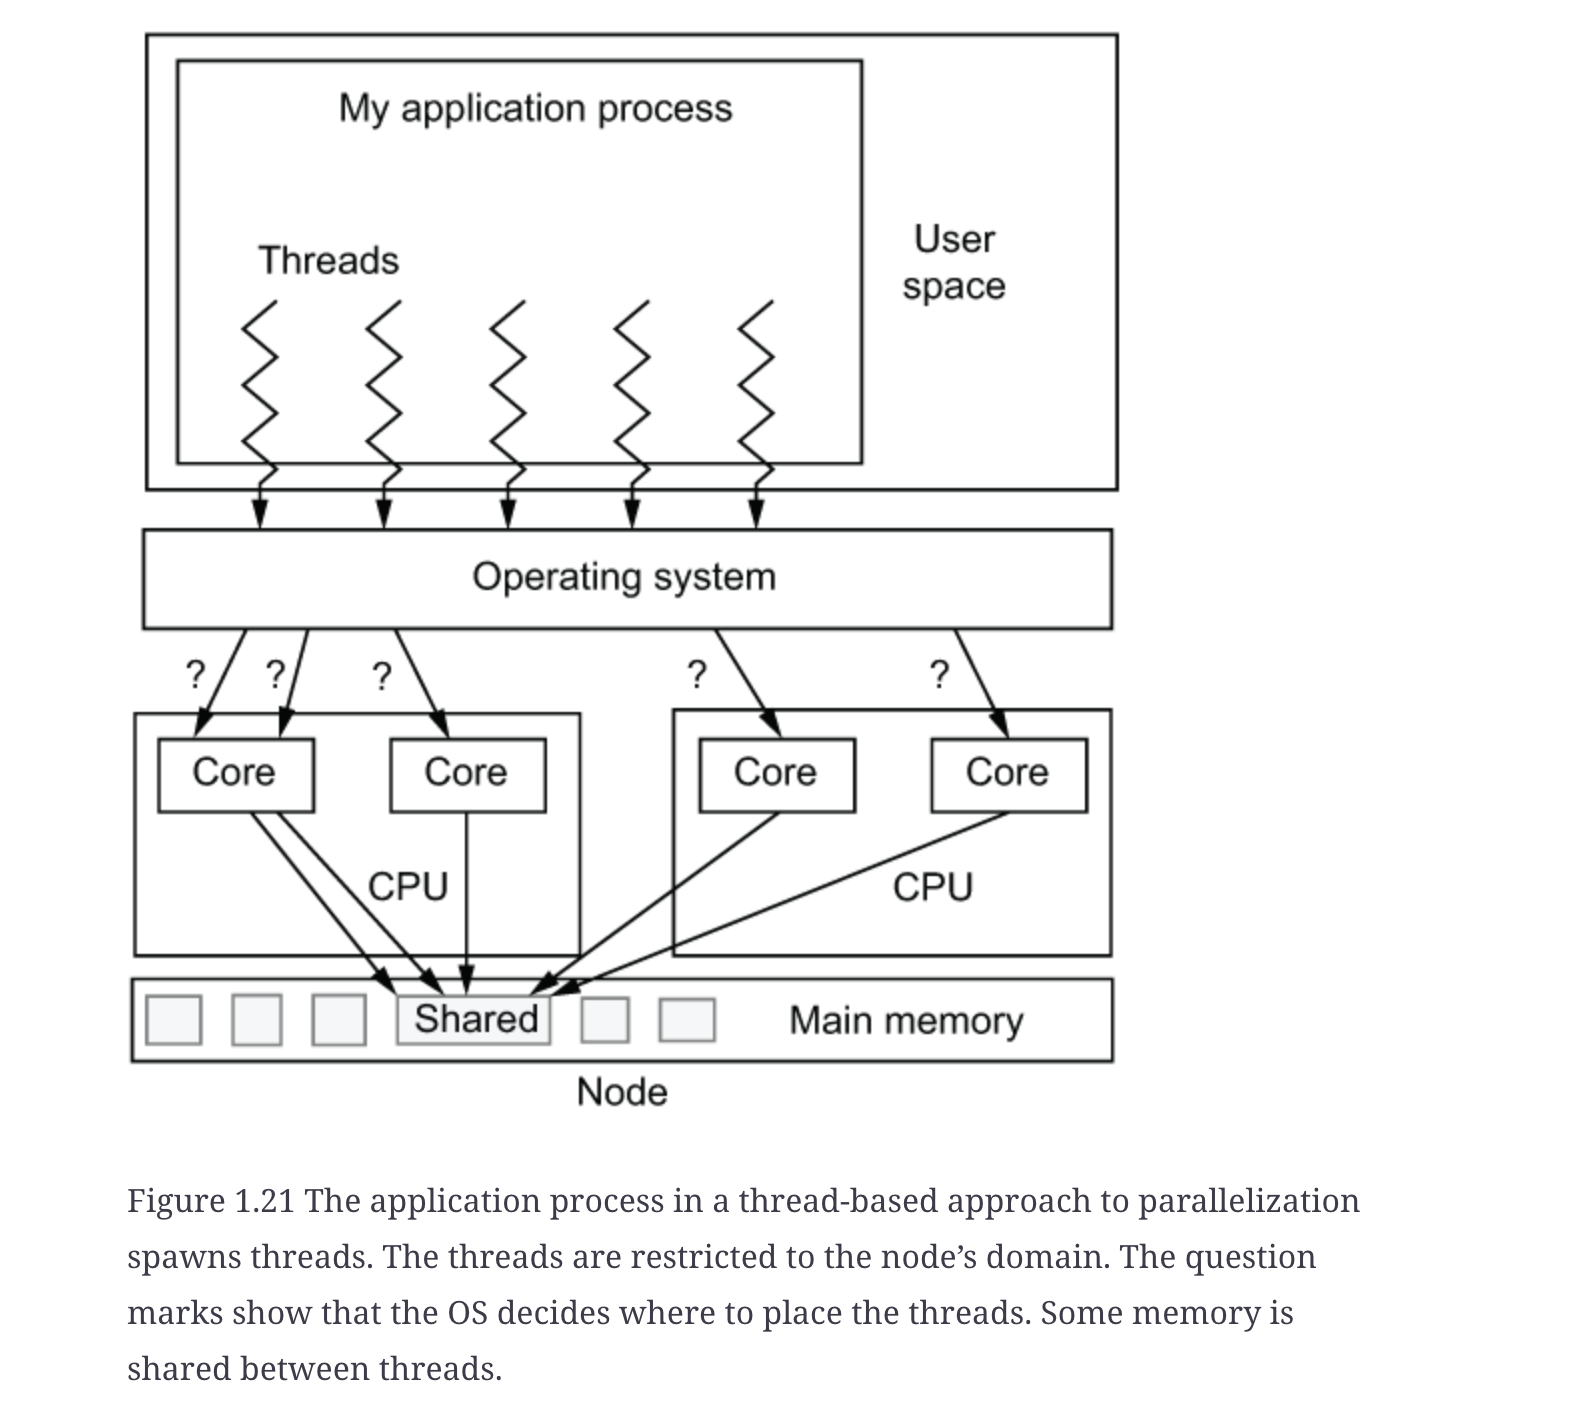 My application process
Threads
User
space
Operating system
? ? ? ? ?
Core Core Core Core
CPU CPU
Shared Main memory
Node
Figure 1.21 The application process in a thread-based approach to parallelization
spawns threads. The threads are restricted to the node’s domain. The question
marks show that the OS decides where to place the threads. Some memory is
shared between threads.